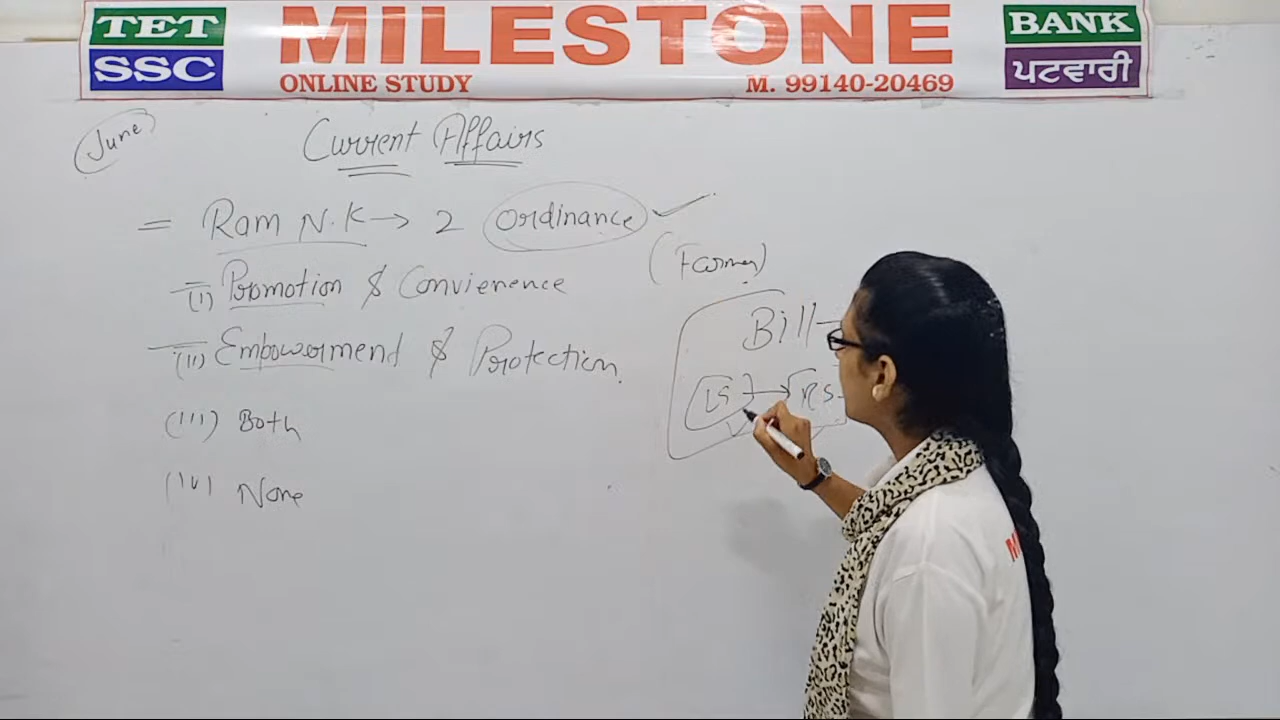 TET
SSC
MILESTONE
ONLINE STUDY M. 99140-20469
BANK
ਪਟਵਾਰੀ
June
Current Affairs
= Ram N.K → 2 Ordinance ✓
(Farmer)
(i) Promotion & Convienence
(ii) Empowerment & Protection
(iii) Both
(iv) None
Bill →
LS → RS
M